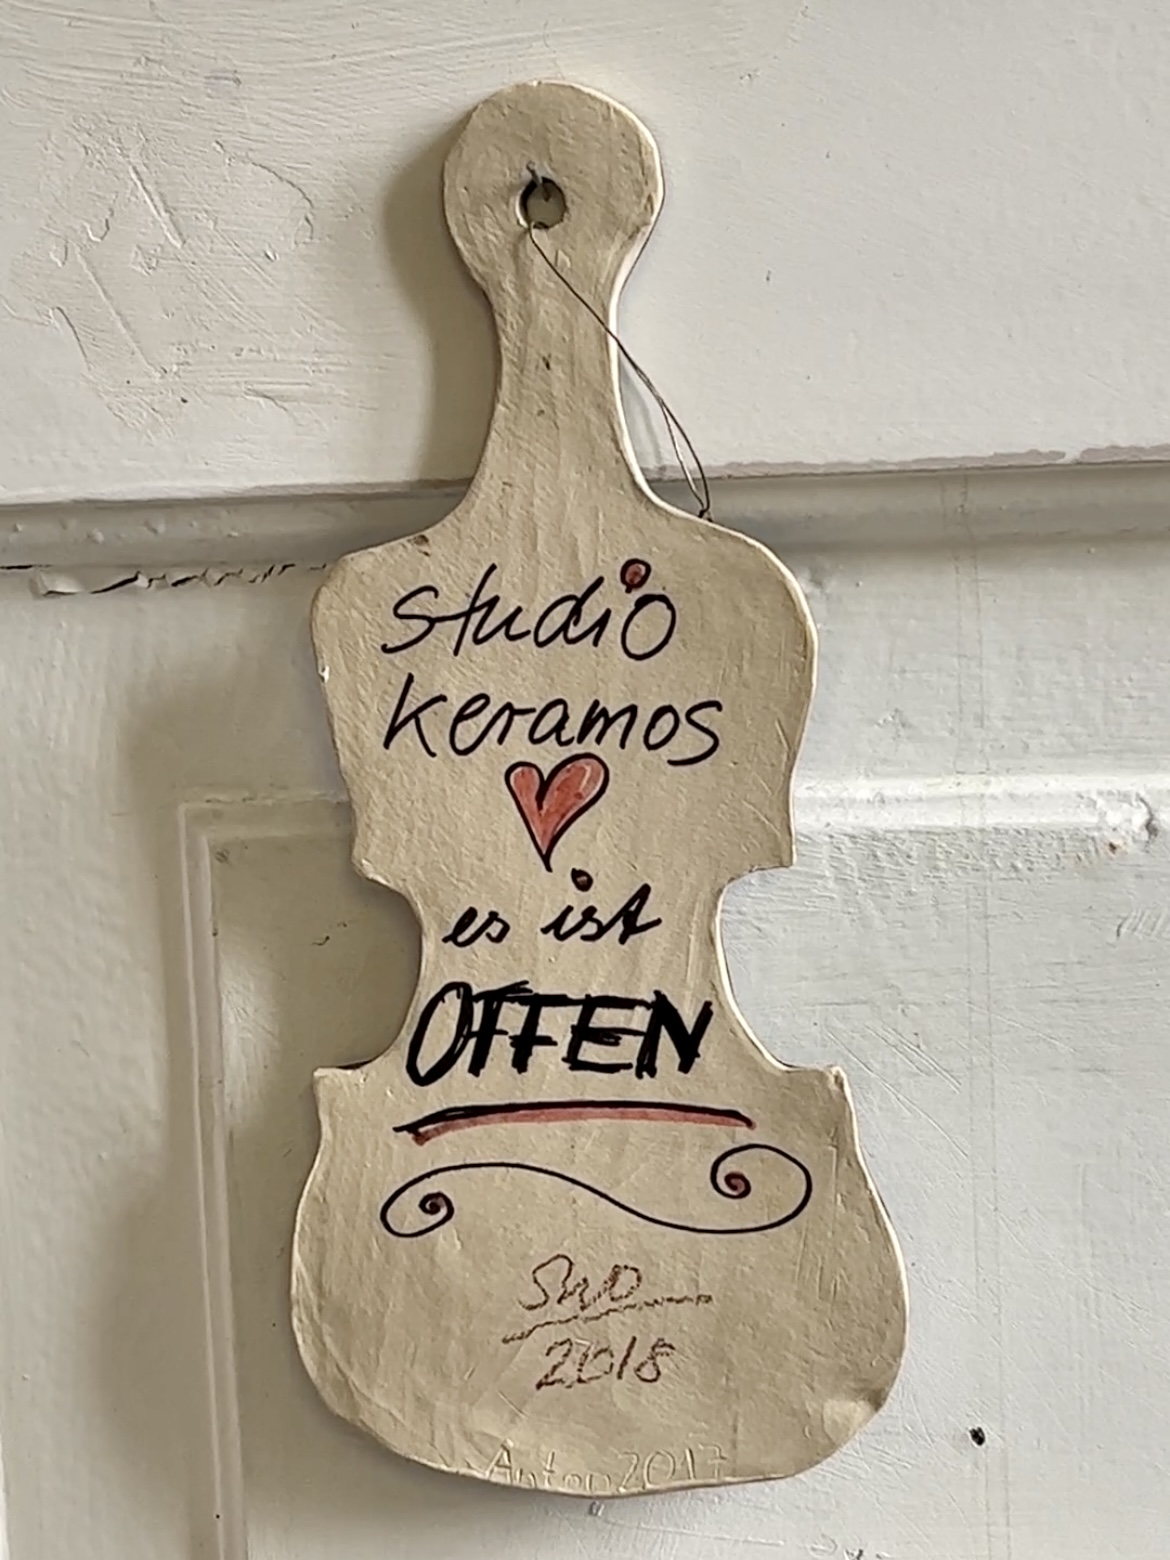 studio
keramos
es ist
OFFEN
2018
Anton 2017